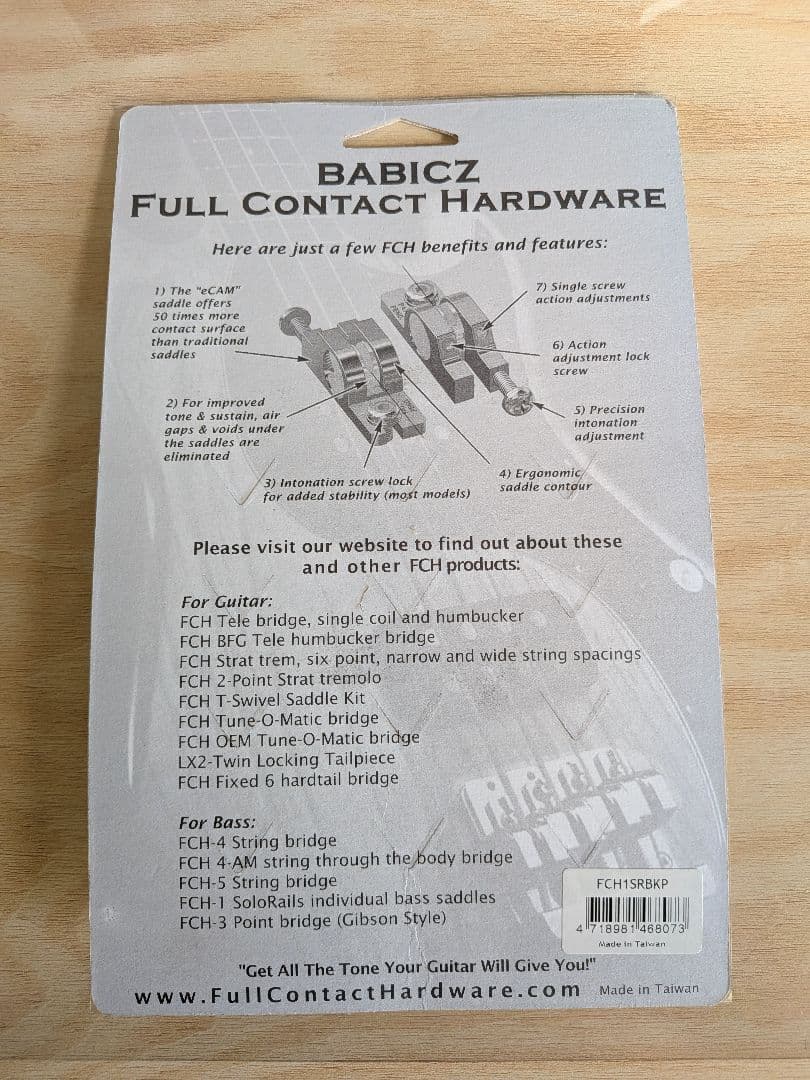 BABICZ
FULL CONTACT HARDWARE
Here are just a few FCH benefits and features:
1) The "eCAM"
saddle offers
50 times more
contact surface
than traditional
saddles
7) Single screw
action adjustments
6) Action
adjustment lock
screw
2) For improved
tone & sustain, air
gaps & voids under
the saddles are
eliminated
5) Precision
intonation
adjustment
3) Intonation screw lock
for added stability (most models)
4) Ergonomic
saddle contour
Please visit our website to find out about these
and other FCH products:
For Guitar:
FCH Tele bridge, single coil and humbucker
FCH BFG Tele humbucker bridge
FCH Strat trem, six point, narrow and wide string spacings
FCH 2-Point Strat tremolo
FCH T-Swivel Saddle Kit
FCH Tune-O-Matic bridge
FCH OEM Tune-O-Matic bridge
LX2-Twin Locking Tailpiece
FCH Fixed 6 hardtail bridge
For Bass:
FCH-4 String bridge
FCH 4-AM string through the body bridge
FCH-5 String bridge
FCH-1 SoloRails individual bass saddles
FCH-3 Point bridge (Gibson Style)
FCH1SRBKP
4 718981 468073
Made in Taiwan
"Get All The Tone Your Guitar Will Give You!"
www.FullContactHardware.com
Made in Taiwan